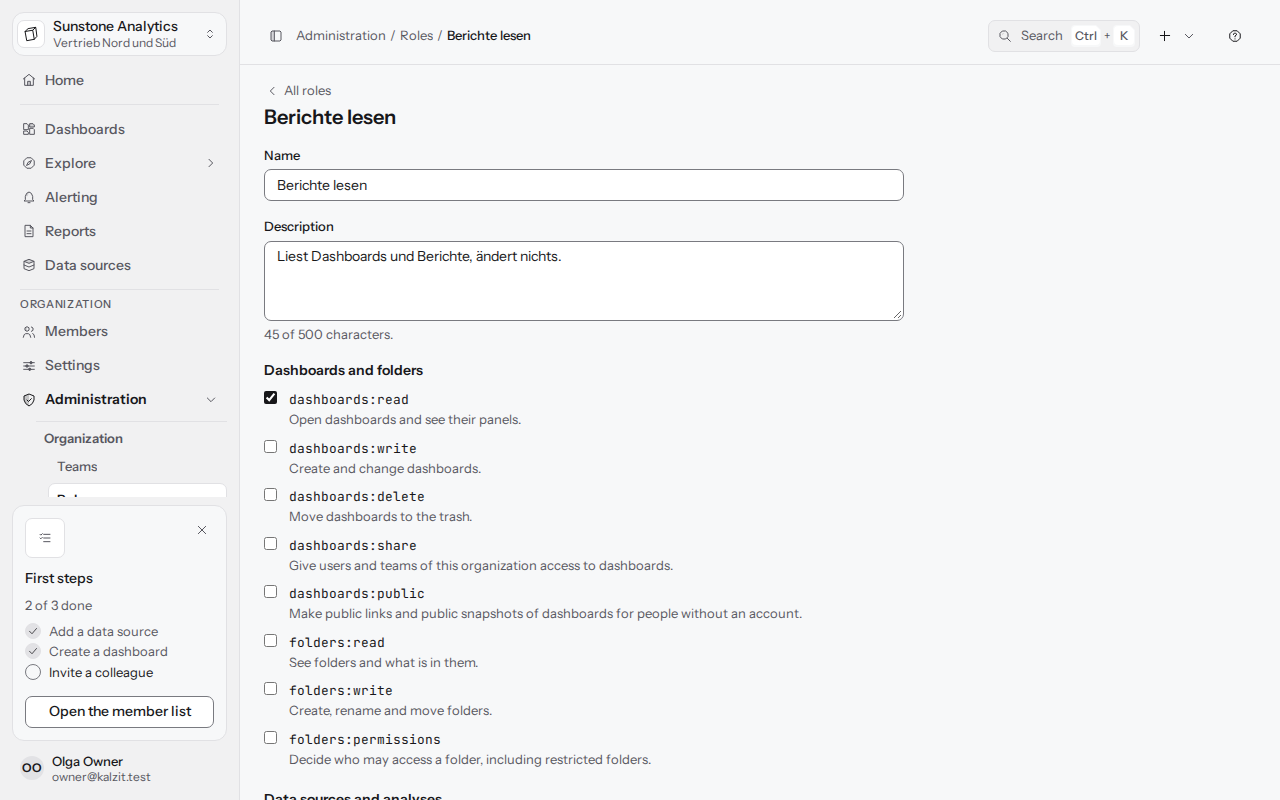 Sunstone Analytics
Vertrieb Nord und Süd
Home
Dashboards
Explore
Alerting
Reports
Data sources
ORGANIZATION
Members
Settings
Administration
Organization
Teams
First steps
2 of 3 done
Add a data source
Create a dashboard
Invite a colleague
Open the member list
OO
Olga Owner
owner@kalzit.test
Administration / Roles / Berichte lesen
Search Ctrl + K
All roles
Berichte lesen
Name
Berichte lesen
Description
Liest Dashboards und Berichte, ändert nichts.
45 of 500 characters.
Dashboards and folders
dashboards:read
Open dashboards and see their panels.
dashboards:write
Create and change dashboards.
dashboards:delete
Move dashboards to the trash.
dashboards:share
Give users and teams of this organization access to dashboards.
dashboards:public
Make public links and public snapshots of dashboards for people without an account.
folders:read
See folders and what is in them.
folders:write
Create, rename and move folders.
folders:permissions
Decide who may access a folder, including restricted folders.
Data sources and analyses